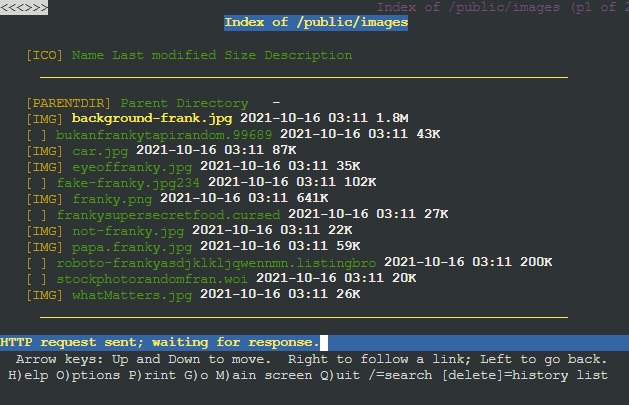 <<<>>> Index of /public/images (p1 of 2
Index of /public/images
[ICO] Name Last modified Size Description
[PARENTDIR] Parent Directory -
[IMG] background-frank.jpg 2021-10-16 03:11 1.8M
[ ] bukanfrankytapirandom.99689 2021-10-16 03:11 43K
[IMG] car.jpg 2021-10-16 03:11 87K
[IMG] eyeoffranky.jpg 2021-10-16 03:11 35K
[ ] fake-franky.jpg234 2021-10-16 03:11 102K
[IMG] franky.png 2021-10-16 03:11 641K
[ ] frankysupersecretfood.cursed 2021-10-16 03:11 27K
[IMG] not-franky.jpg 2021-10-16 03:11 22K
[IMG] papa.franky.jpg 2021-10-16 03:11 59K
[ ] roboto-frankyasdjklkljqwennmn.listingbro 2021-10-16 03:11 200K
[ ] stockphotorandomfran.woi 2021-10-16 03:11 20K
[IMG] whatMatters.jpg 2021-10-16 03:11 26K
HTTP request sent; waiting for response.
Arrow keys: Up and Down to move. Right to follow a link; Left to go back.
H)elp O)ptions P)rint G)o M)ain screen Q)uit /=search [delete]=history list